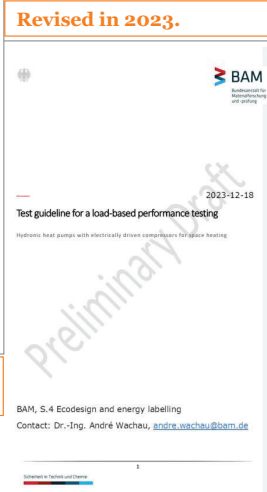 Revised in 2023.
BAM
Bundesanstalt für
Materialforschung
und -prüfung
2023-12-18
Test guideline for a load-based performance testing
Hydronic heat pumps with electrically driven compressors for space heating
Preliminary Draft
BAM, S.4 Ecodesign and energy labelling
Contact: Dr.-Ing. André Wachau, andre.wachau@bam.de
1
Sicherheit in Technik und Chemie